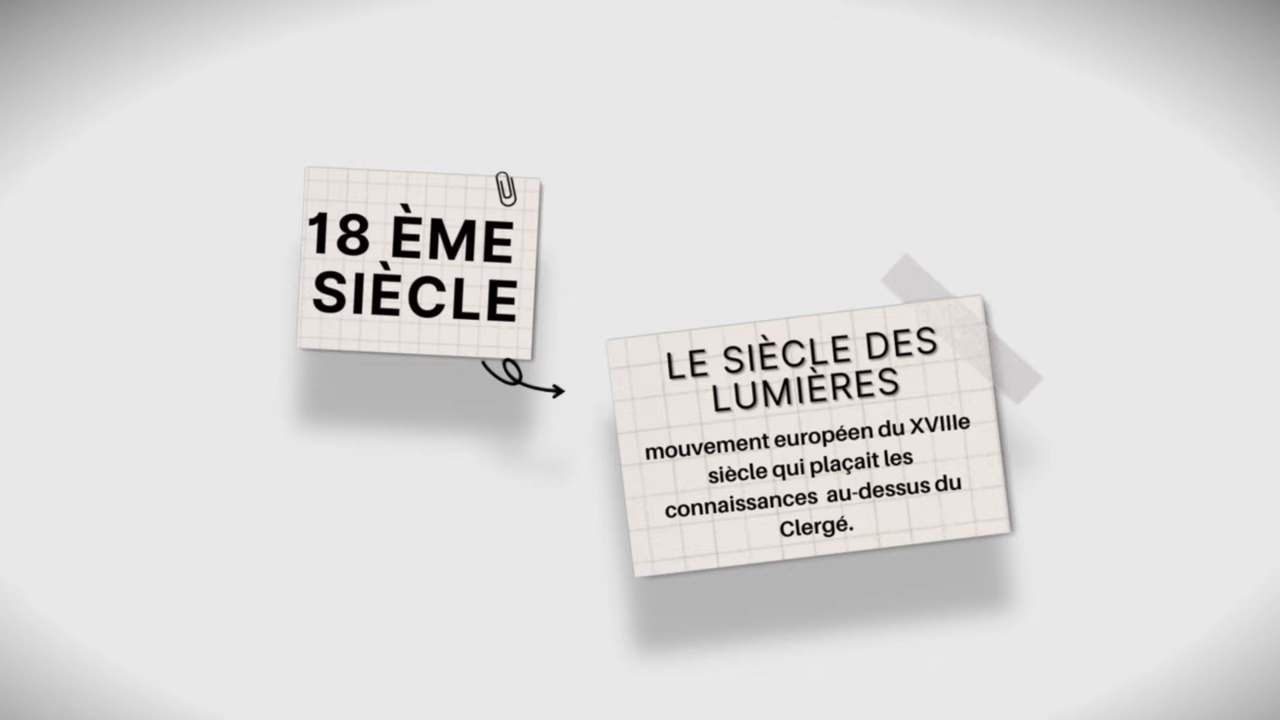 18 ÈME
SIÈCLE
LE SIÈCLE DES
LUMIÈRES
mouvement européen du XVIIIe
siècle qui plaçait les
connaissances au-dessus du
Clergé.